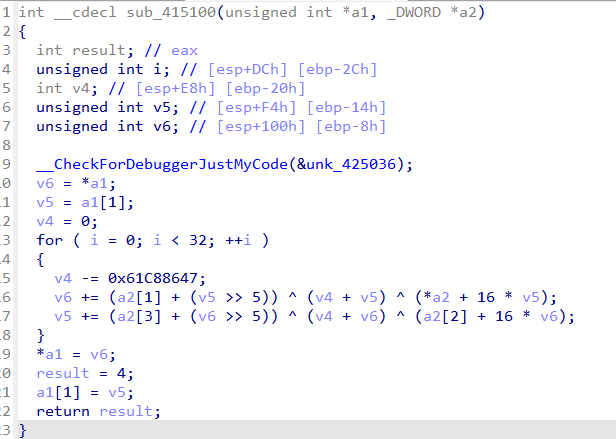 1 int __cdecl sub_415100(unsigned int *a1, _DWORD *a2)
2 {
3   int result; // eax
4   unsigned int i; // [esp+DCh] [ebp-2Ch]
5   int v4; // [esp+E8h] [ebp-20h]
6   unsigned int v5; // [esp+F4h] [ebp-14h]
7   unsigned int v6; // [esp+100h] [ebp-8h]
8
9   __CheckForDebuggerJustMyCode(&unk_425036);
0   v6 = *a1;
1   v5 = a1[1];
2   v4 = 0;
3   for ( i = 0; i < 32; ++i )
4   {
5     v4 -= 0x61C88647;
6     v6 += (a2[1] + (v5 >> 5)) ^ (v4 + v5) ^ (*a2 + 16 * v5);
7     v5 += (a2[3] + (v6 >> 5)) ^ (v4 + v6) ^ (a2[2] + 16 * v6);
8   }
9   *a1 = v6;
0   result = 4;
1   a1[1] = v5;
2   return result;
3 }